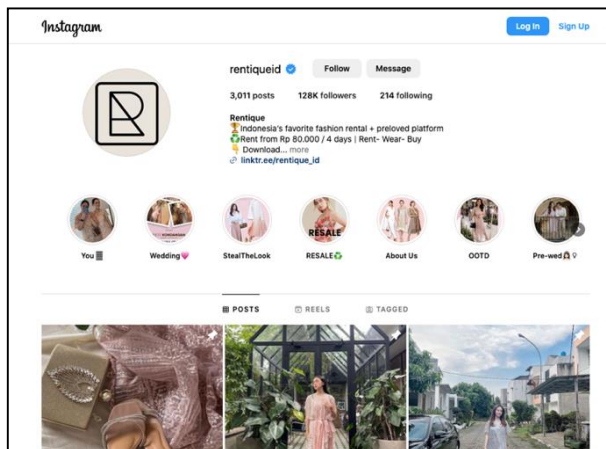 Instagram
Log In
Sign Up
rentiqueid
Follow
Message
3,011 posts 128K followers 214 following
Rentique
🏆Indonesia's favorite fashion rental + preloved platform
♻️Rent from Rp 80.000 / 4 days | Rent- Wear- Buy
👇 Download... more
linktr.ee/rentique_id
RESALE
You
Wedding💗
StealTheLook
RESALE♻️
About Us
OOTD
Pre-wed
POSTS
REELS
TAGGED